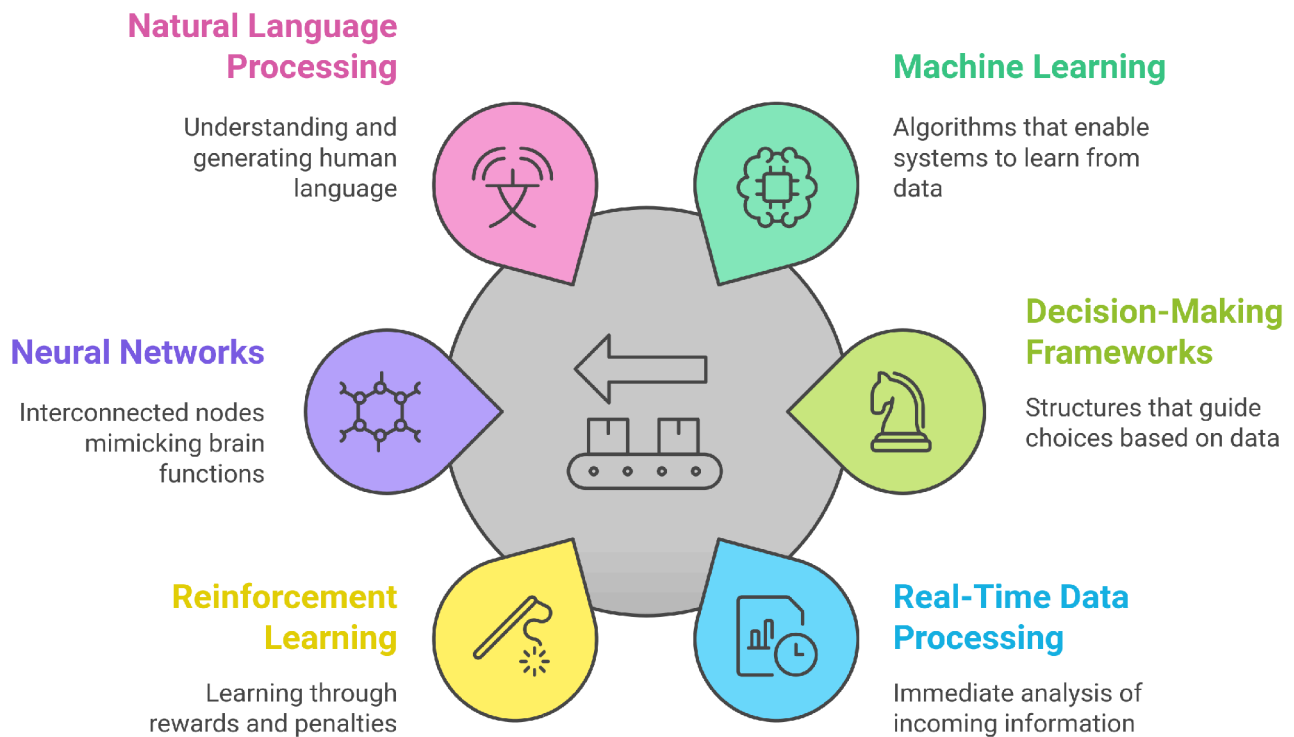 Natural Language
Processing
Understanding and
generating human
language
Machine Learning
Algorithms that enable
systems to learn from
data
Neural Networks
Interconnected nodes
mimicking brain
functions
Decision-Making
Frameworks
Structures that guide
choices based on data
Reinforcement
Learning
Learning through
rewards and penalties
Real-Time Data
Processing
Immediate analysis of
incoming information
文